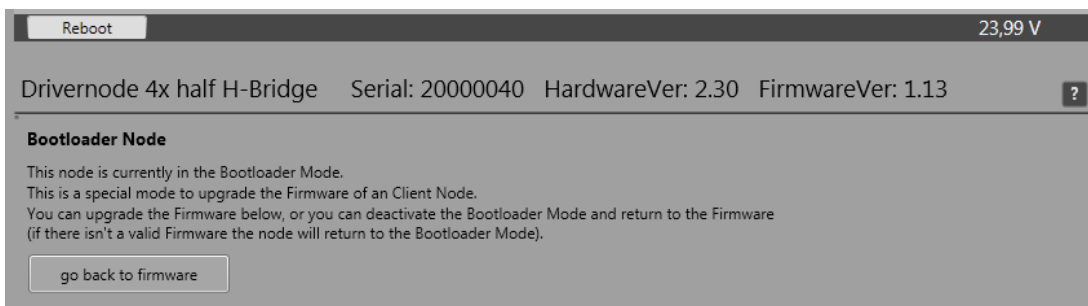 Reboot 23,99 V
Drivernode 4x half H-Bridge Serial: 20000040 HardwareVer: 2.30 FirmwareVer: 1.13 ?
Bootloader Node
This node is currently in the Bootloader Mode.
This is a special mode to upgrade the Firmware of an Client Node.
You can upgrade the Firmware below, or you can deactivate the Bootloader Mode and return to the Firmware
(if there isn't a valid Firmware the node will return to the Bootloader Mode).
go back to firmware